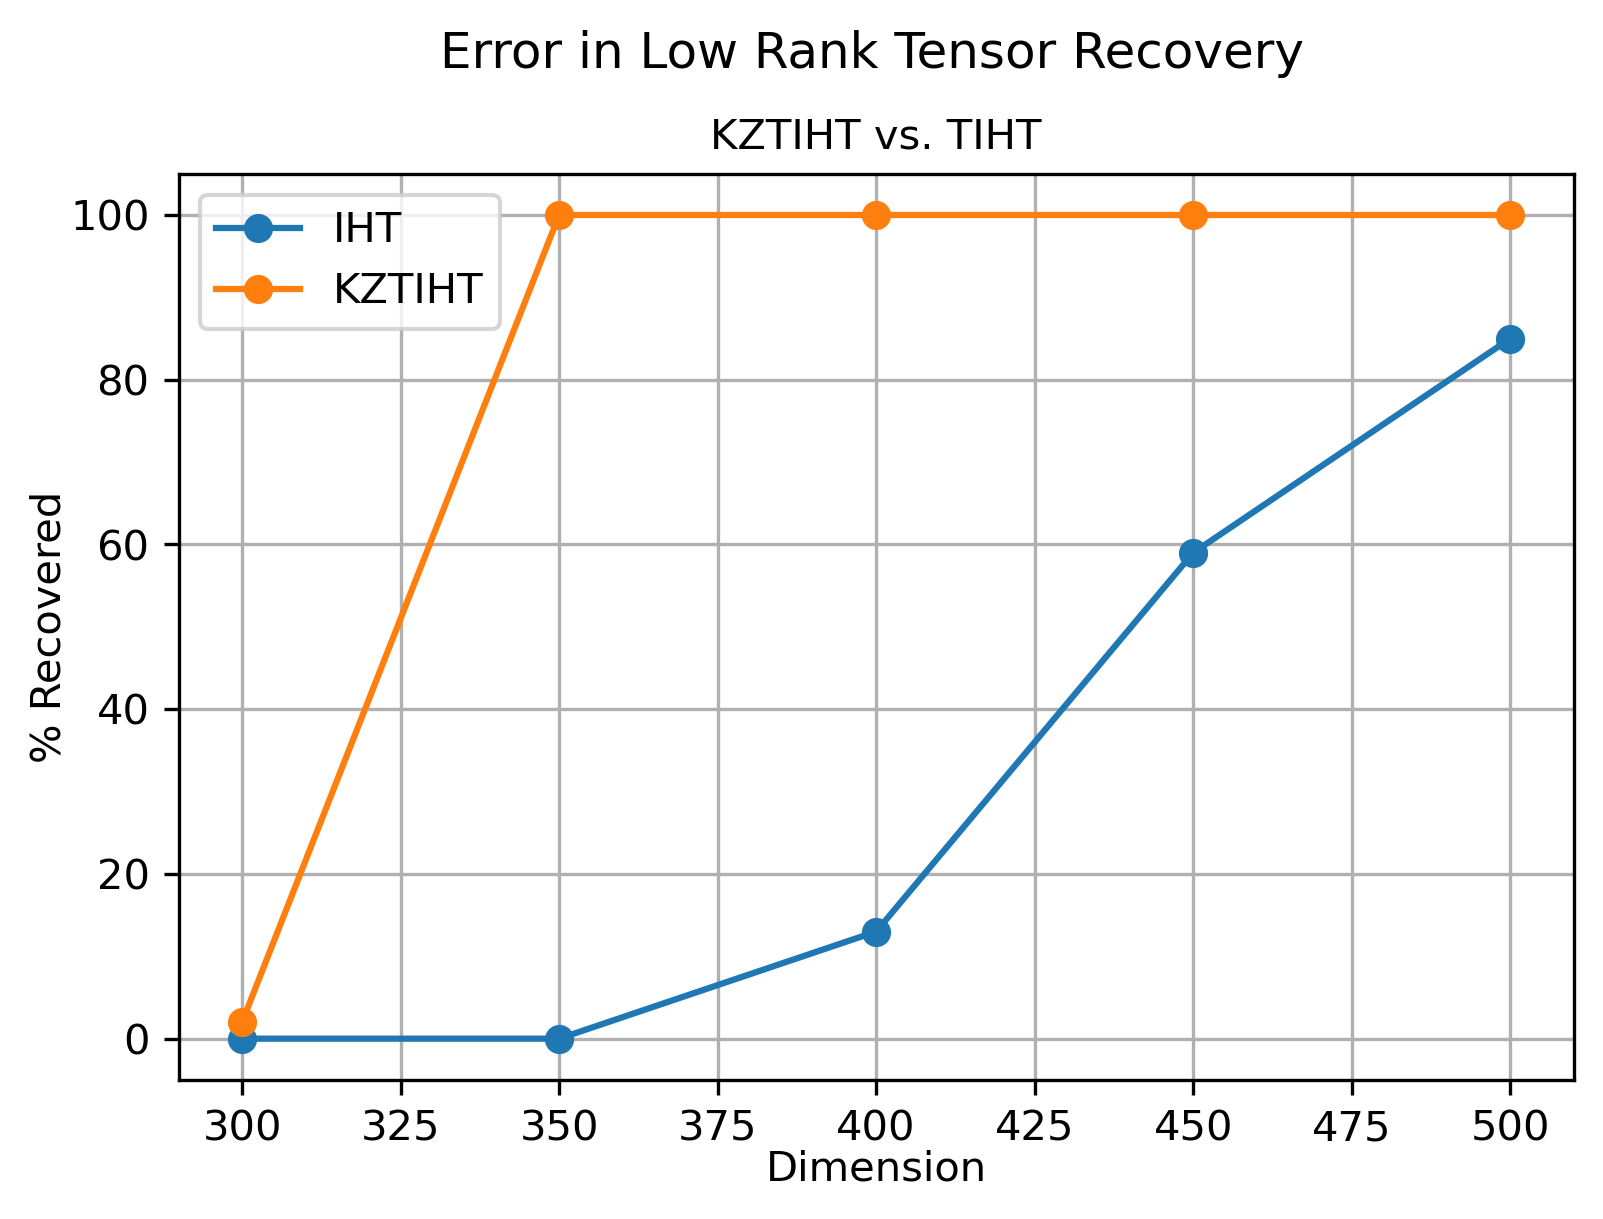 Error in Low Rank Tensor Recovery
KZTIHT vs. TIHT
IHT
KZTIHT
% Recovered
100
80
60
40
20
0
300 325 350 375 400 425 450 475 500
Dimension